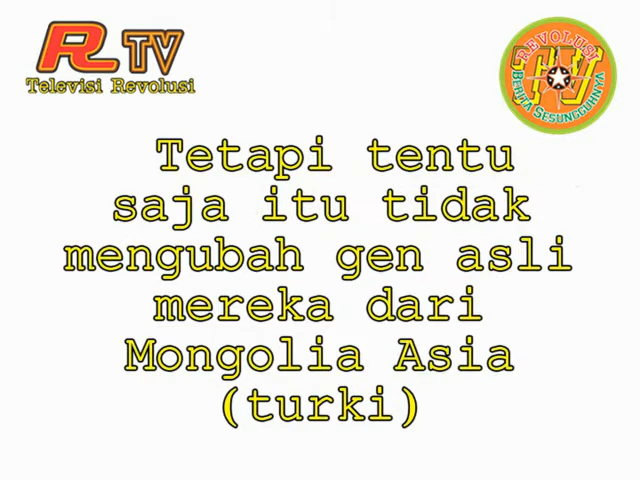 R TV
Televisi Revolusi
REVOLUSI
TV
BERITA SESUNGGUHNYA
Tetapi tentu
saja itu tidak
mengubah gen asli
mereka dari
Mongolia Asia
(turki)